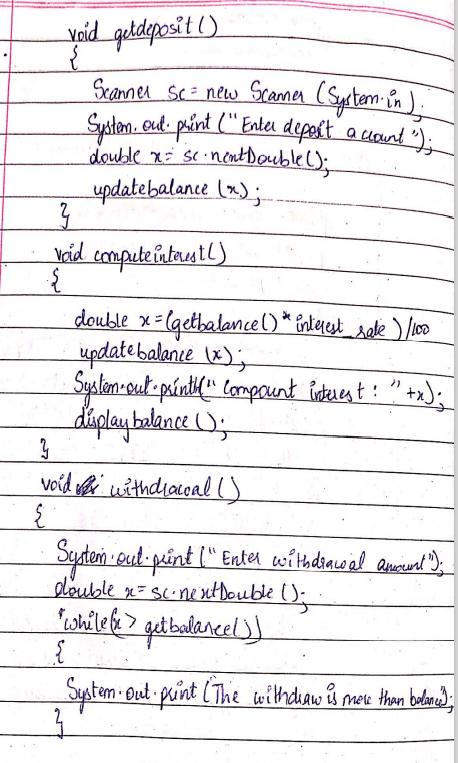 void getdeposit()
{
Scanner sc = new Scanner (System.in);
System.out.print ("Enter deposit account");
double x = sc.nextDouble();
updatebalance (x);
}
void computeinterest()
{
double x = (getbalance() * interest_rate) /100
updatebalance (x);
System.out.println(" Compount interest : " +x);
displaybalance ();
}
void withdrawal ()
{
System.out.print (" Enter withdrawal amount");
double x = sc.nextDouble ();
while(x > getbalance())
{
System.out.print (The withdraw is more than balance");
}